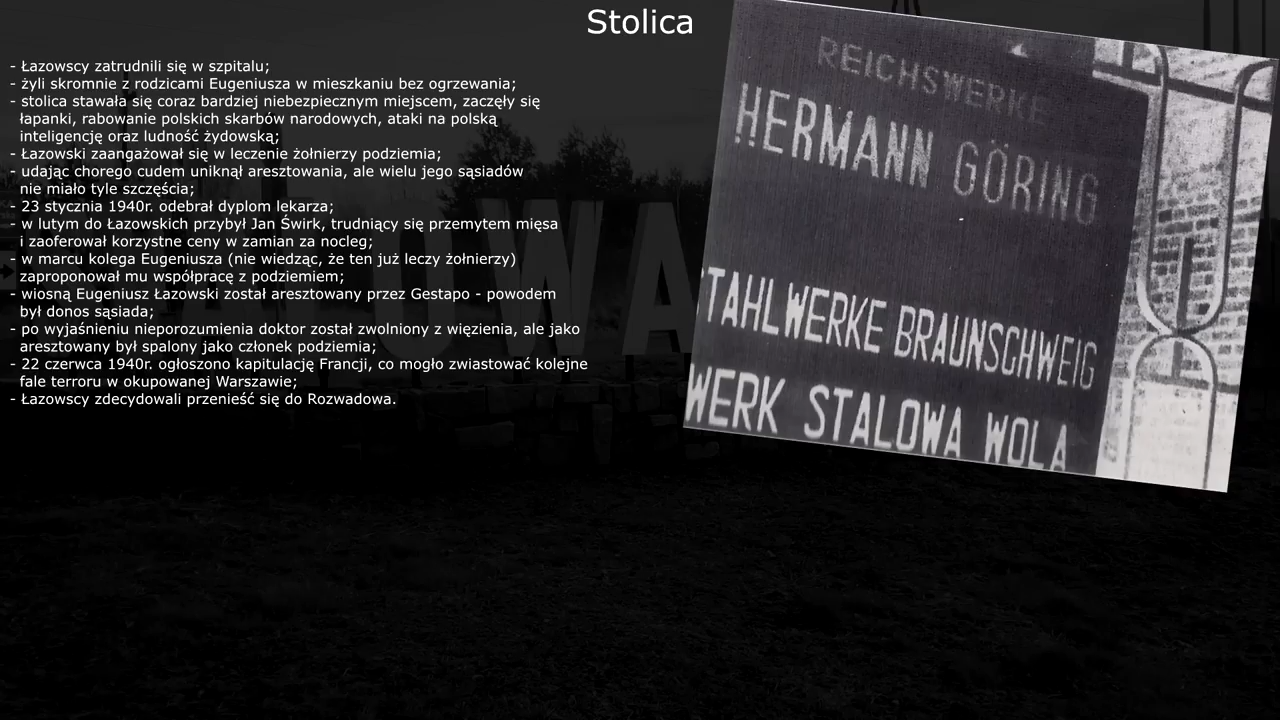 Stolica
- Łazowscy zatrudnili się w szpitalu;
- żyli skromnie z rodzicami Eugeniusza w mieszkaniu bez ogrzewania;
- stolica stawała się coraz bardziej niebezpiecznym miejscem, zaczęły się
łapanki, rabowanie polskich skarbów narodowych, ataki na polską
inteligencję oraz ludność żydowską;
- Łazowski zaangażował się w leczenie żołnierzy podziemia;
- udając chorego cudem uniknął aresztowania, ale wielu jego sąsiadów
nie miało tyle szczęścia;
- 23 stycznia 1940r. odebrał dyplom lekarza;
- w lutym do Łazowskich przybył Jan Świrk, trudniący się przemytem mięsa
i zaoferował korzystne ceny w zamian za nocleg;
- w marcu kolega Eugeniusza (nie wiedząc, że ten już leczy żołnierzy)
zaproponował mu współpracę z podziemiem;
- wiosną Eugeniusz Łazowski został aresztowany przez Gestapo - powodem
był donos sąsiada;
- po wyjaśnieniu nieporozumienia doktor został zwolniony z więzienia, ale jako
aresztowany był spalony jako członek podziemia;
- 22 czerwca 1940r. ogłoszono kapitulację Francji, co mogło zwiastować kolejne
fale terroru w okupowanej Warszawie;
- Łazowscy zdecydowali przenieść się do Rozwadowa.
REICHSWERKE
HERMANN GÖRING
STAHLWERKE BRAUNSCHWEIG
WERK STALOWA WOLA
ALOWA